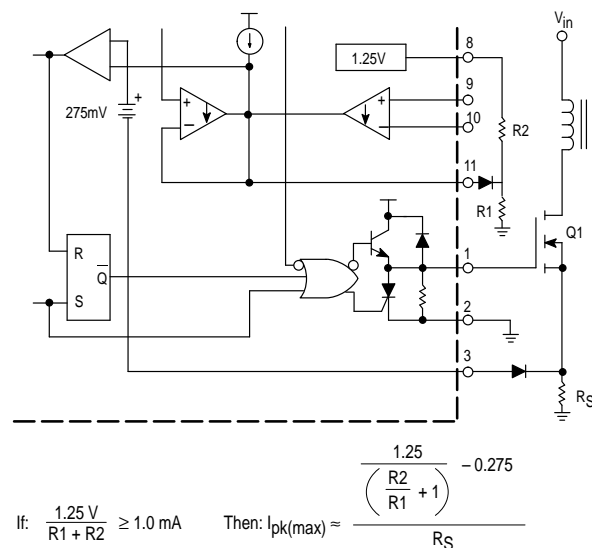 V_in
8
1.25V
9
+
+
275mV
+
10
−
−
R2
11
R1
Q1
R
Q̅
1
S
2
3
R_S
If: 1.25 V / (R1 + R2) ≥ 1.0 mA Then: I_pk(max) ≈ (1.25 / (R2/R1 + 1) − 0.275) / R_S